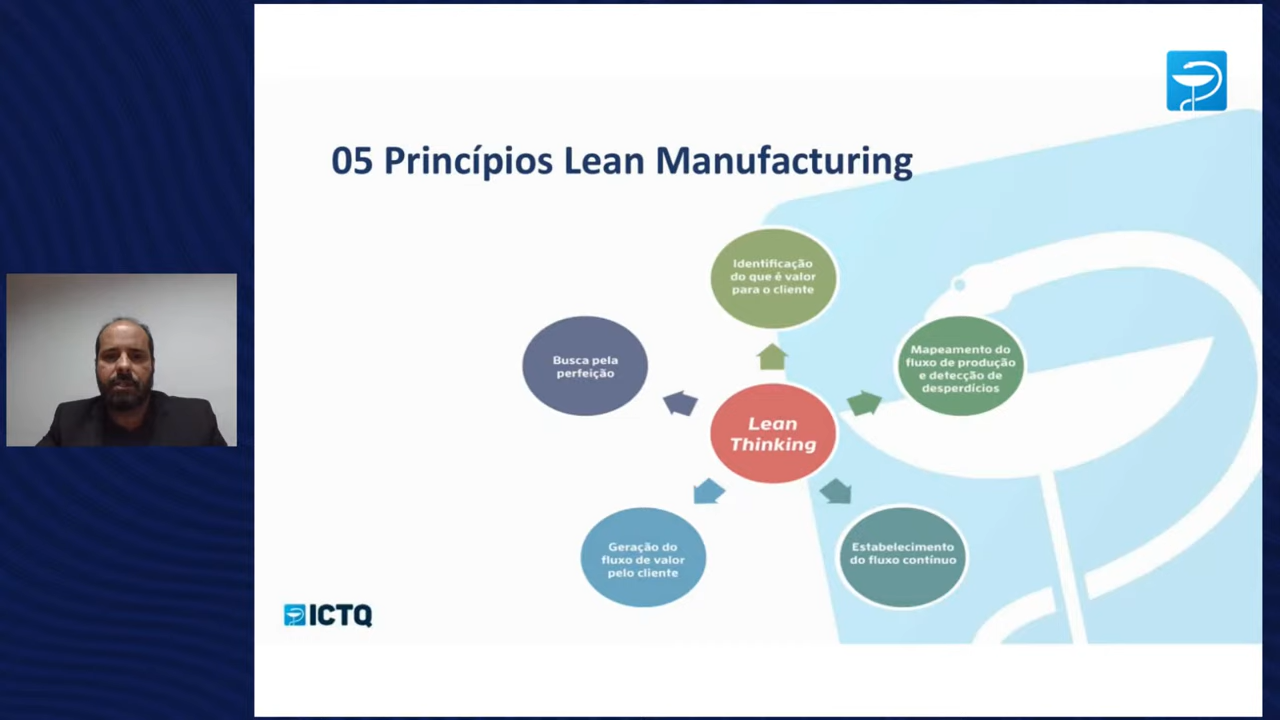 05 Princípios Lean Manufacturing
Identificação
do que é valor
para o cliente
Busca pela
perfeição
Mapeamento do
fluxo de produção
e detecção de
desperdícios
Lean
Thinking
Geração do
fluxo de valor
pelo cliente
Estabelecimento
do fluxo contínuo
ICTQ